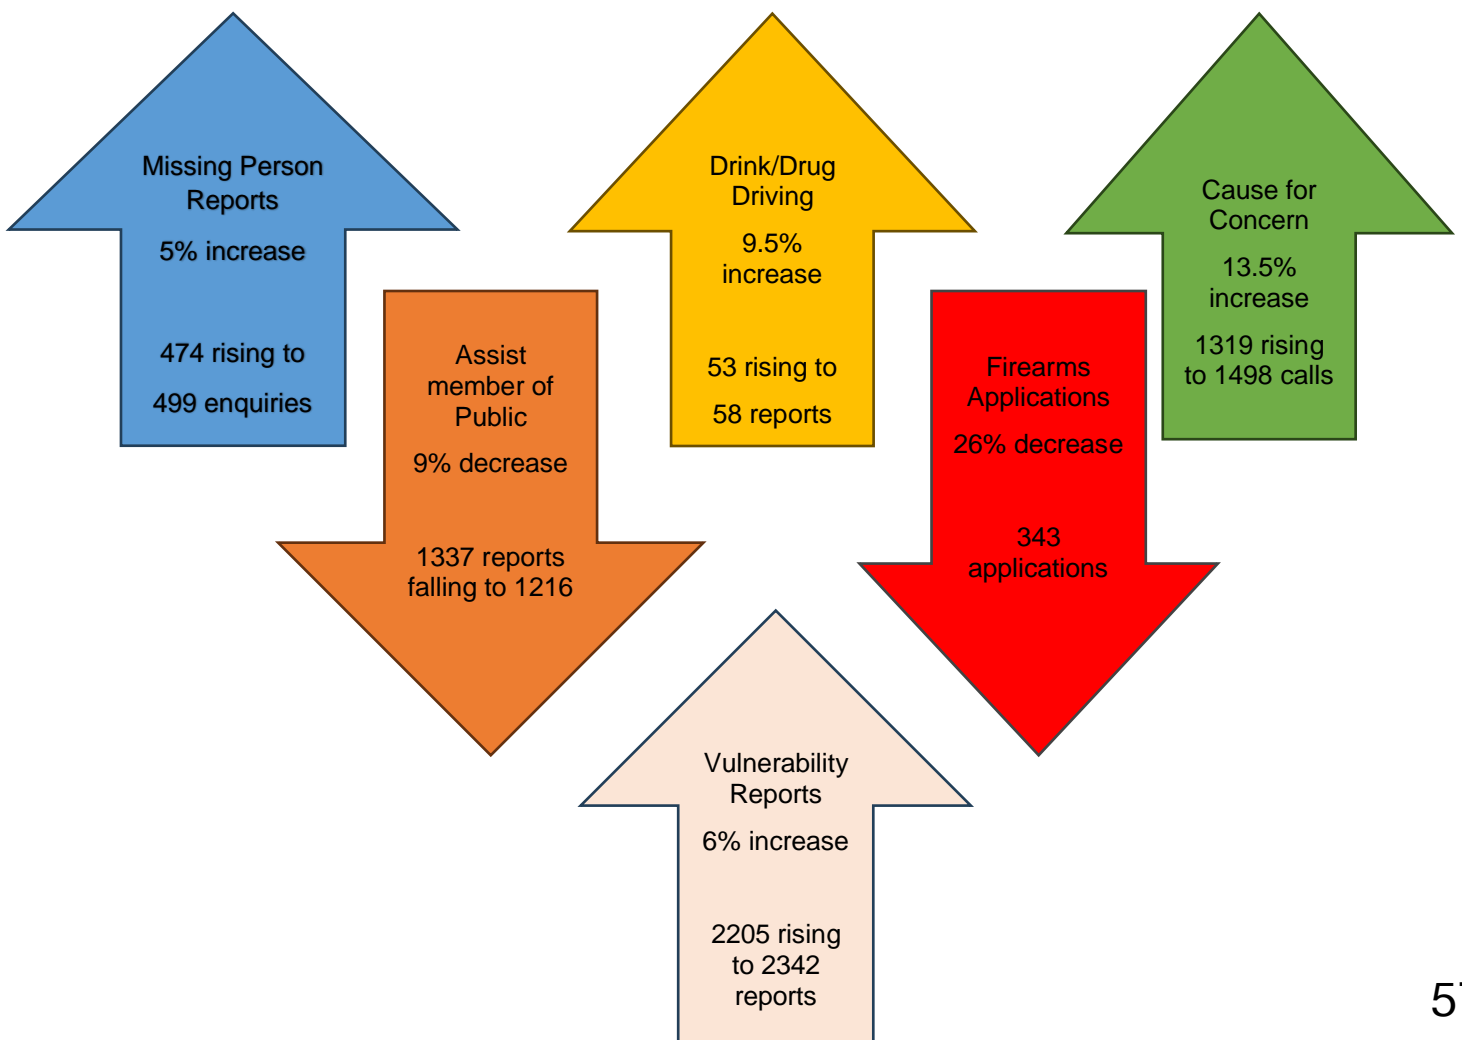 Missing Person
Reports
5% increase
474 rising to
499 enquiries
Assist
member of
Public
9% decrease
1337 reports
falling to 1216
Drink/Drug
Driving
9.5%
increase
53 rising to
58 reports
Firearms
Applications
26% decrease
343
applications
Cause for
Concern
13.5%
increase
1319 rising
to 1498 calls
Vulnerability
Reports
6% increase
2205 rising
to 2342
reports